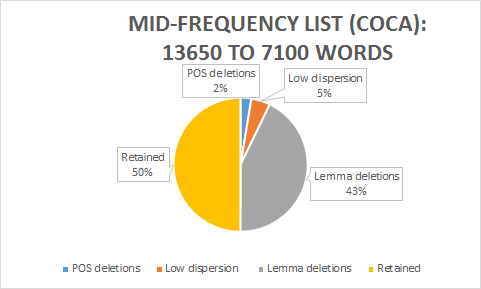 MID-FREQUENCY LIST (COCA):
13650 TO 7100 WORDS
POS deletions
2%
Low dispersion
5%
Retained
50%
Lemma deletions
43%
POS deletions
Low dispersion
Lemma deletions
Retained